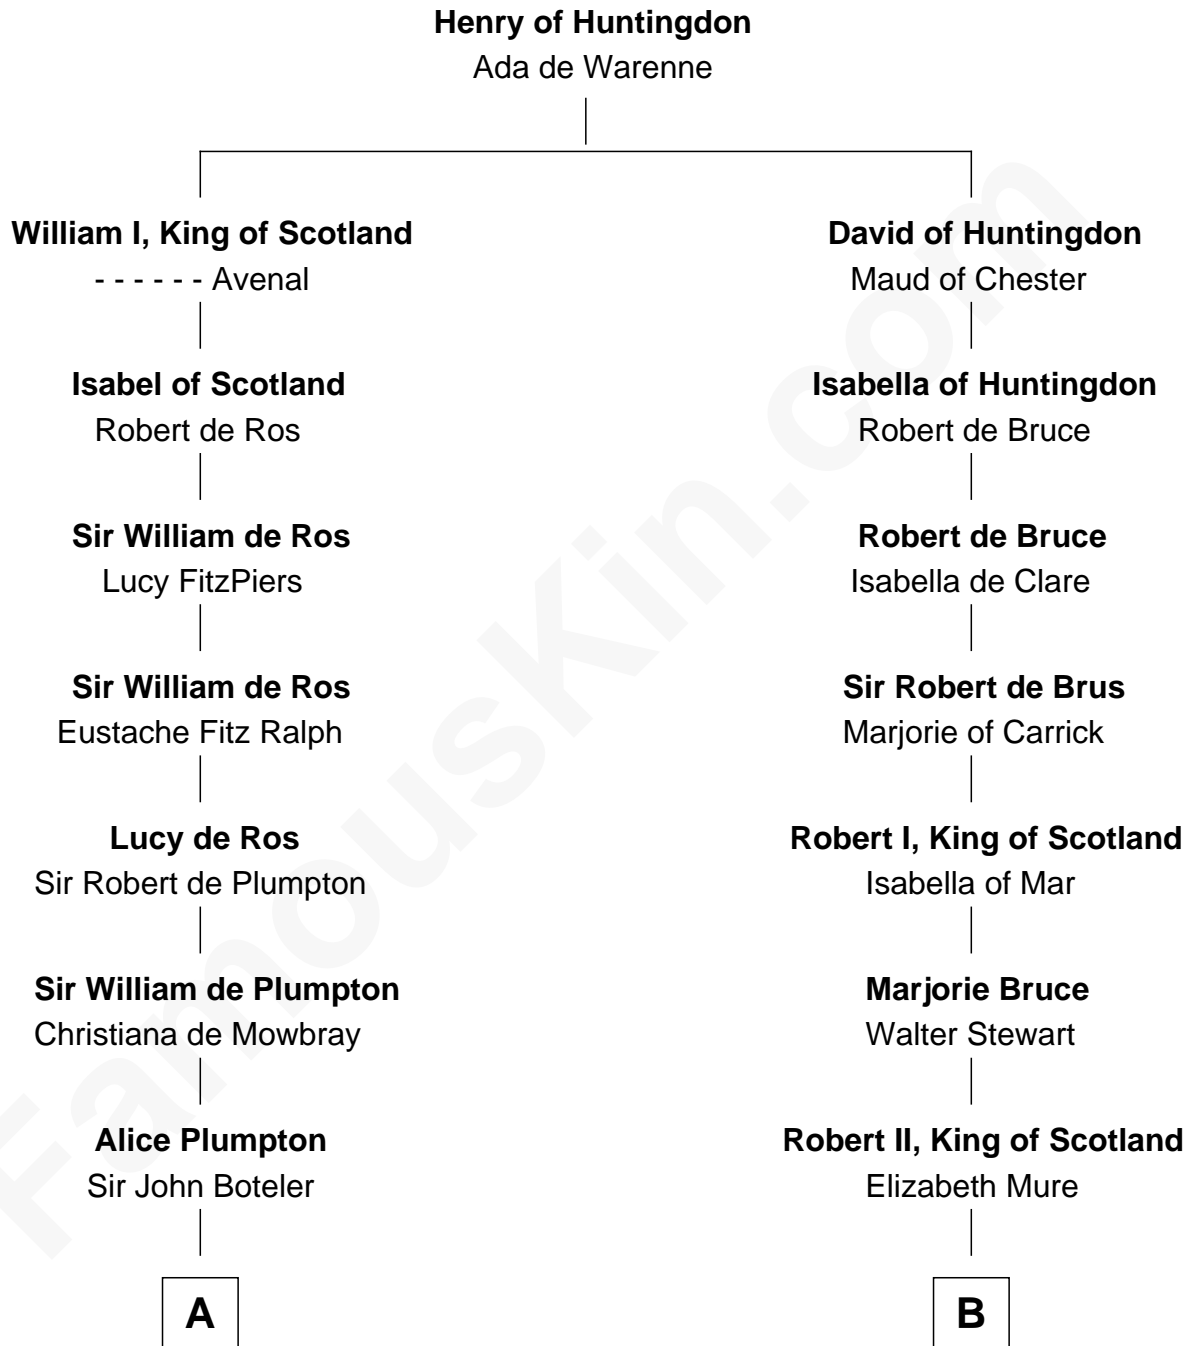 Henry of Huntingdon
Ada de Warenne
William I, King of Scotland
- - - - - - Avenal
Isabel of Scotland
Robert de Ros
Sir William de Ros
Lucy FitzPiers
Sir William de Ros
Eustache Fitz Ralph
Lucy de Ros
Sir Robert de Plumpton
Sir William de Plumpton
Christiana de Mowbray
Alice Plumpton
Sir John Boteler
A
David of Huntingdon
Maud of Chester
Isabella of Huntingdon
Robert de Bruce
Robert de Bruce
Isabella de Clare
Sir Robert de Brus
Marjorie of Carrick
Robert I, King of Scotland
Isabella of Mar
Marjorie Bruce
Walter Stewart
Robert II, King of Scotland
Elizabeth Mure
B
FamousKin.com